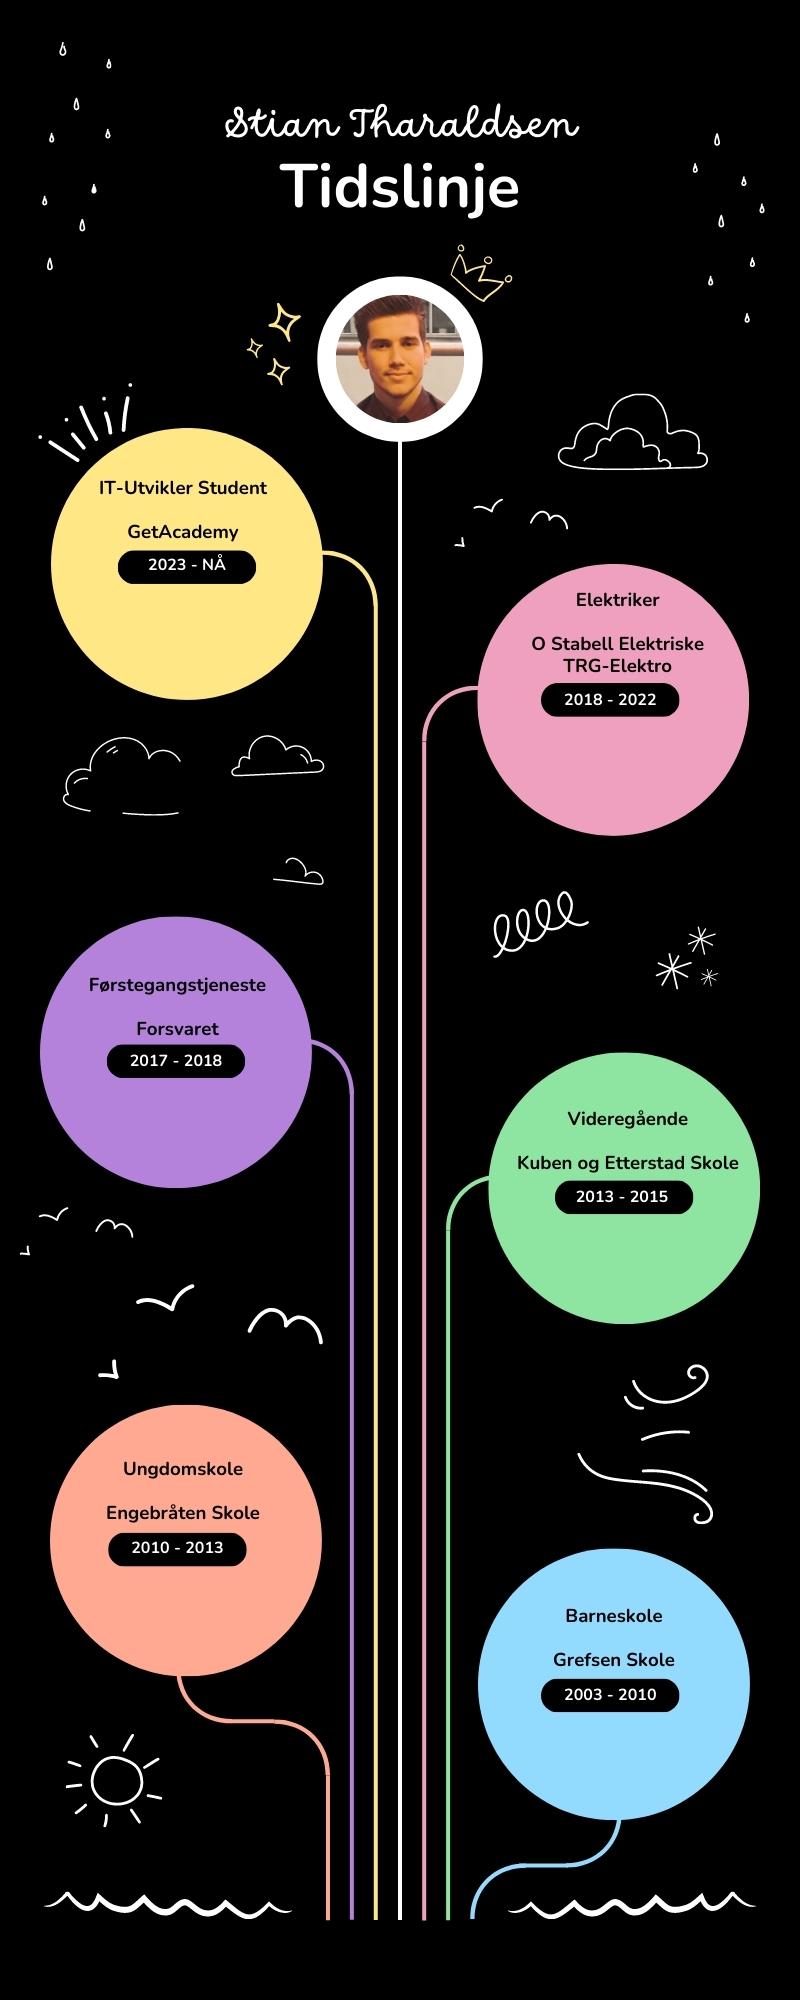 Stian Tharaldsen
Tidslinje
IT-Utvikler Student
GetAcademy
2023 - NÅ
Elektriker
O Stabell Elektriske
TRG-Elektro
2018 - 2022
Førstegangstjeneste
Forsvaret
2017 - 2018
Videregående
Kuben og Etterstad Skole
2013 - 2015
Ungdomskole
Engebråten Skole
2010 - 2013
Barneskole
Grefsen Skole
2003 - 2010